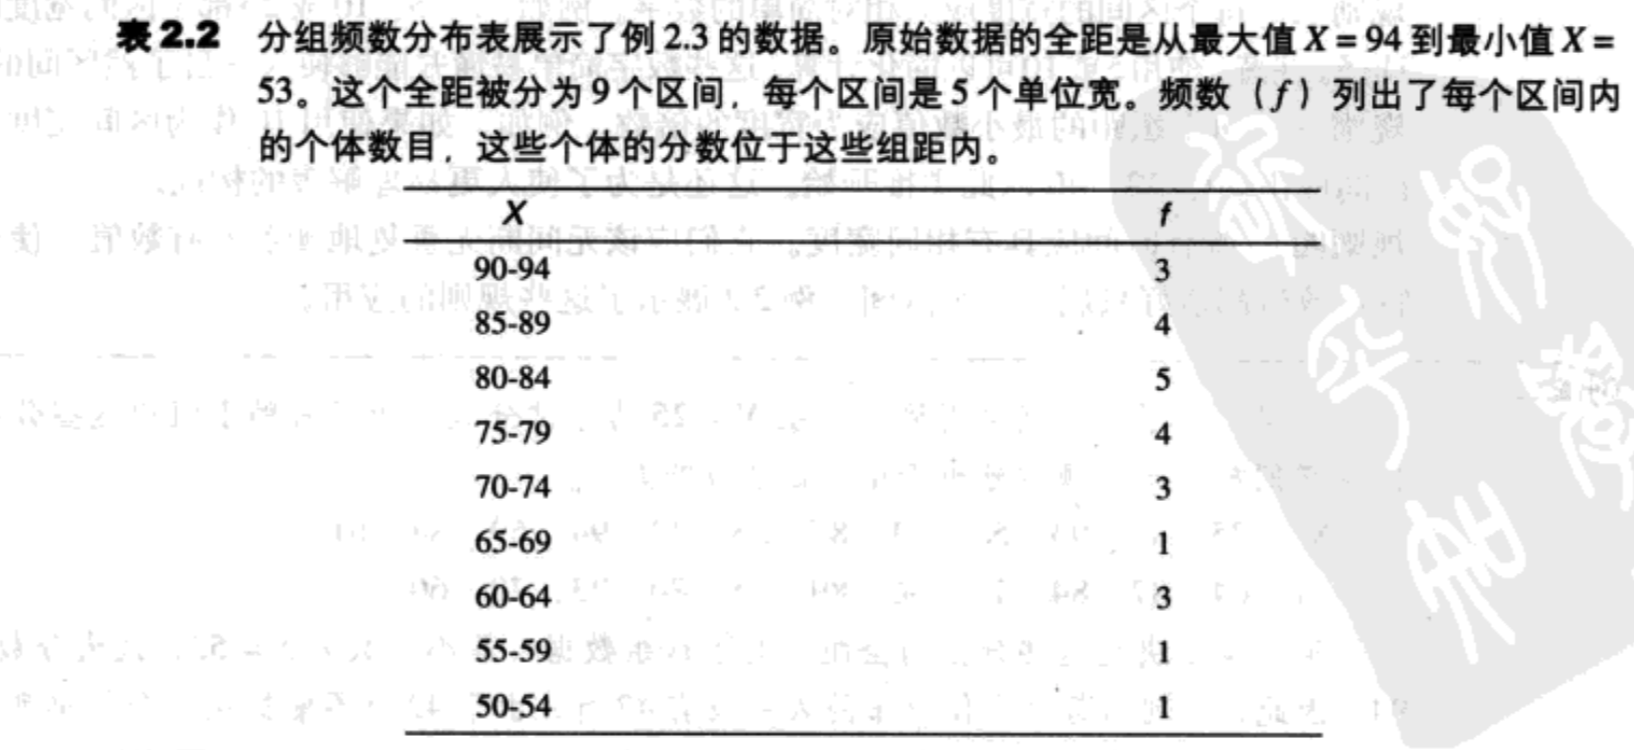 表 2.2 分组频数分布表展示了例 2.3 的数据。原始数据的全距是从最大值 X = 94 到最小值 X =
53。这个全距被分为 9 个区间，每个区间是 5 个单位宽。频数（f）列出了每个区间内
的个体数目，这些个体的分数位于这些组距内。
X f
90-94 3
85-89 4
80-84 5
75-79 4
70-74 3
65-69 1
60-64 3
55-59 1
50-54 1